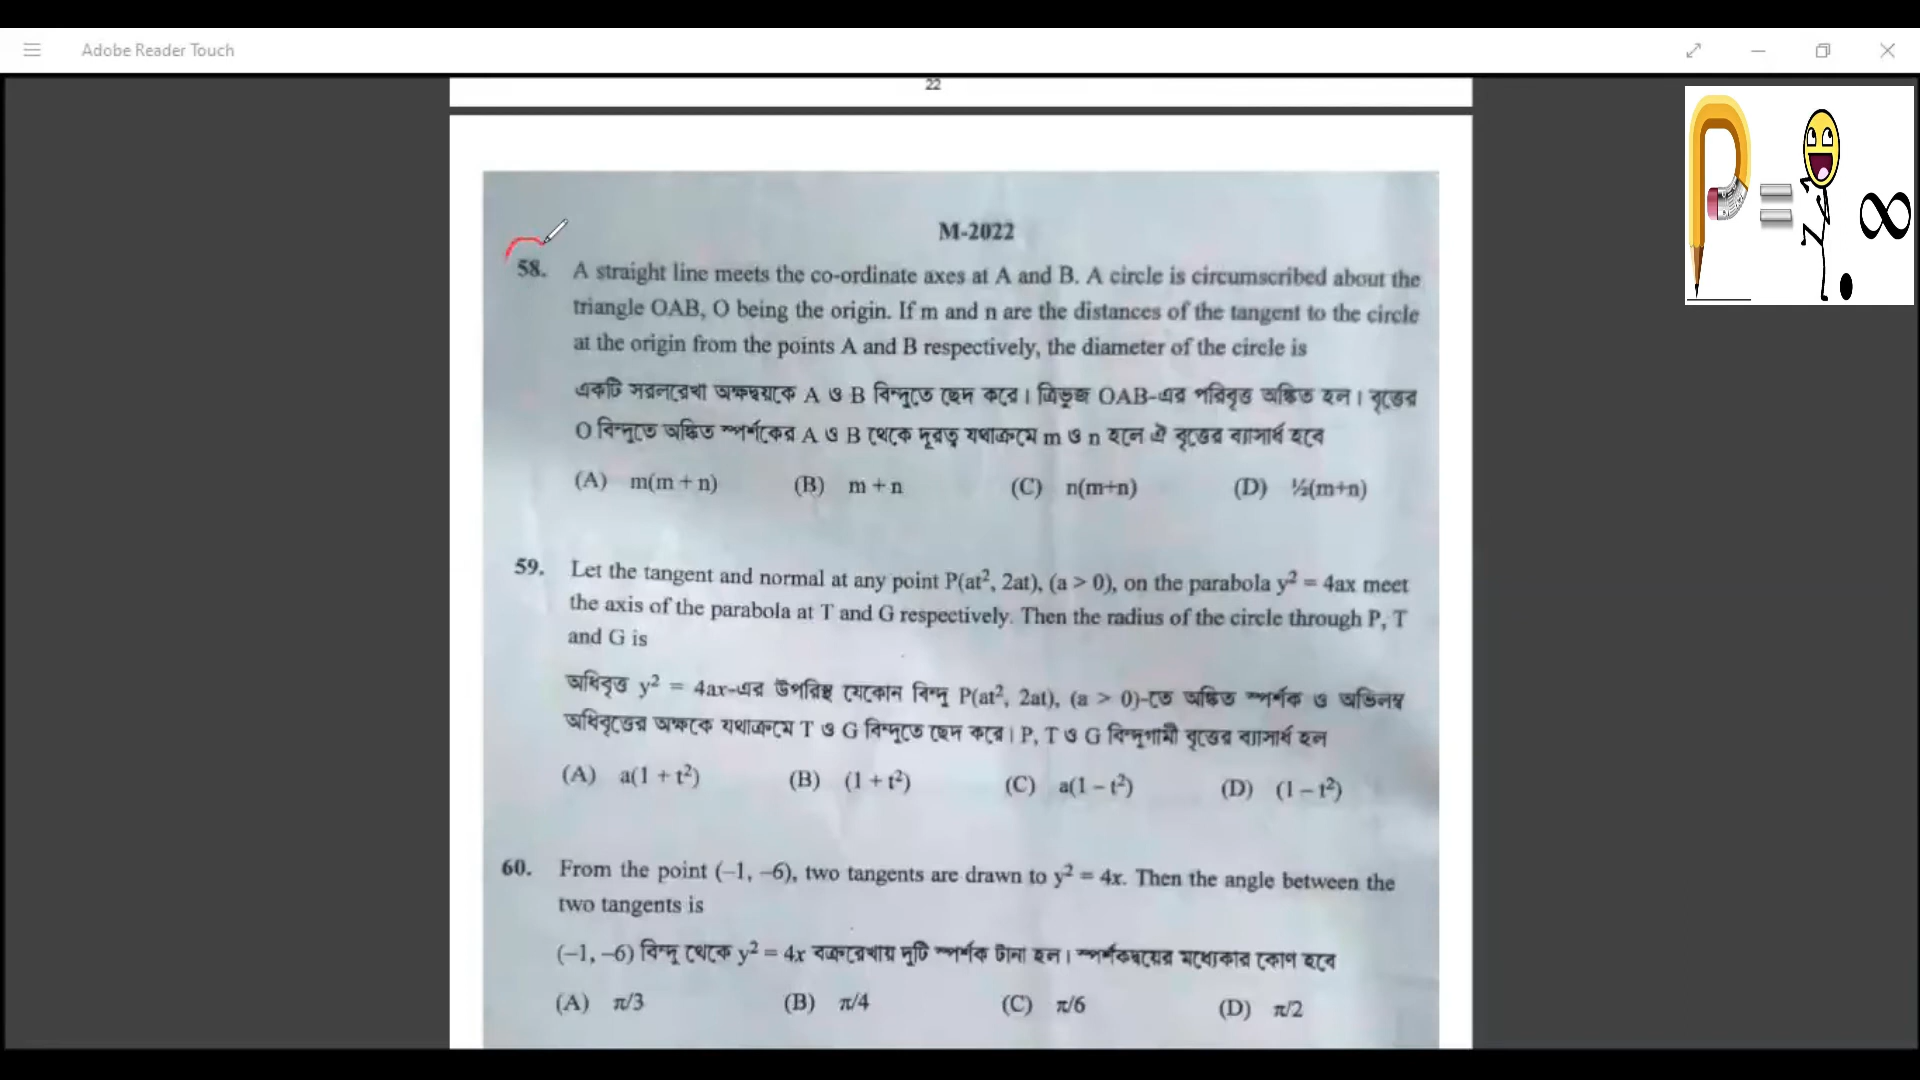 Adobe Reader Touch
22
M-2022
58. A straight line meets the co-ordinate axes at A and B. A circle is circumscribed about the
triangle OAB, O being the origin. If m and n are the distances of the tangent to the circle
at the origin from the points A and B respectively, the diameter of the circle is
একটি সরলরেখা অক্ষদ্বয়কে A ও B বিন্দুতে ছেদ করে। ত্রিভুজ OAB-এর পরিবৃত্ত অঙ্কিত হল। বৃত্তের
O বিন্দুতে অঙ্কিত স্পর্শকের A ও B থেকে দূরত্ব যথাক্রমে m ও n হলে ঐ বৃত্তের ব্যাসার্ধ হবে
(A) m(m + n) (B) m + n (C) n(m+n) (D) ½(m+n)
59. Let the tangent and normal at any point P(at², 2at), (a > 0), on the parabola y² = 4ax meet
the axis of the parabola at T and G respectively. Then the radius of the circle through P, T
and G is
অধিবৃত্ত y² = 4ax-এর উপরিস্থ যেকোন বিন্দু P(at², 2at), (a > 0)-তে অঙ্কিত স্পর্শক ও অভিলম্ব
অধিবৃত্তের অক্ষকে যথাক্রমে T ও G বিন্দুতে ছেদ করে। P, T ও G বিন্দুগামী বৃত্তের ব্যাসার্ধ হল
(A) a(1 + t²) (B) (1 + t²) (C) a(1 – t²) (D) (1 – t²)
60. From the point (–1, –6), two tangents are drawn to y² = 4x. Then the angle between the
two tangents is
(–1, –6) বিন্দু থেকে y² = 4x বক্ররেখায় দুটি স্পর্শক টানা হল। স্পর্শকদ্বয়ের মধ্যেকার কোণ হবে
(A) π/3 (B) π/4 (C) π/6 (D) π/2